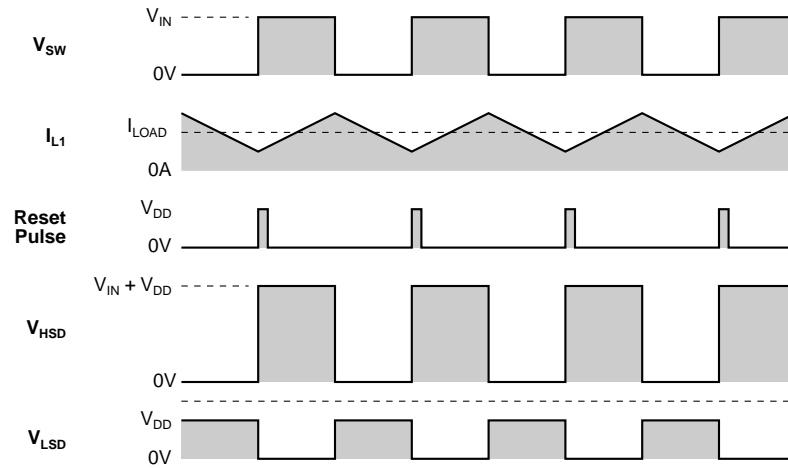 V_IN
V_SW
0V
I_L1
I_LOAD
0A
Reset
Pulse
V_DD
0V
V_IN + V_DD
V_HSD
0V
V_DD
V_LSD
0V